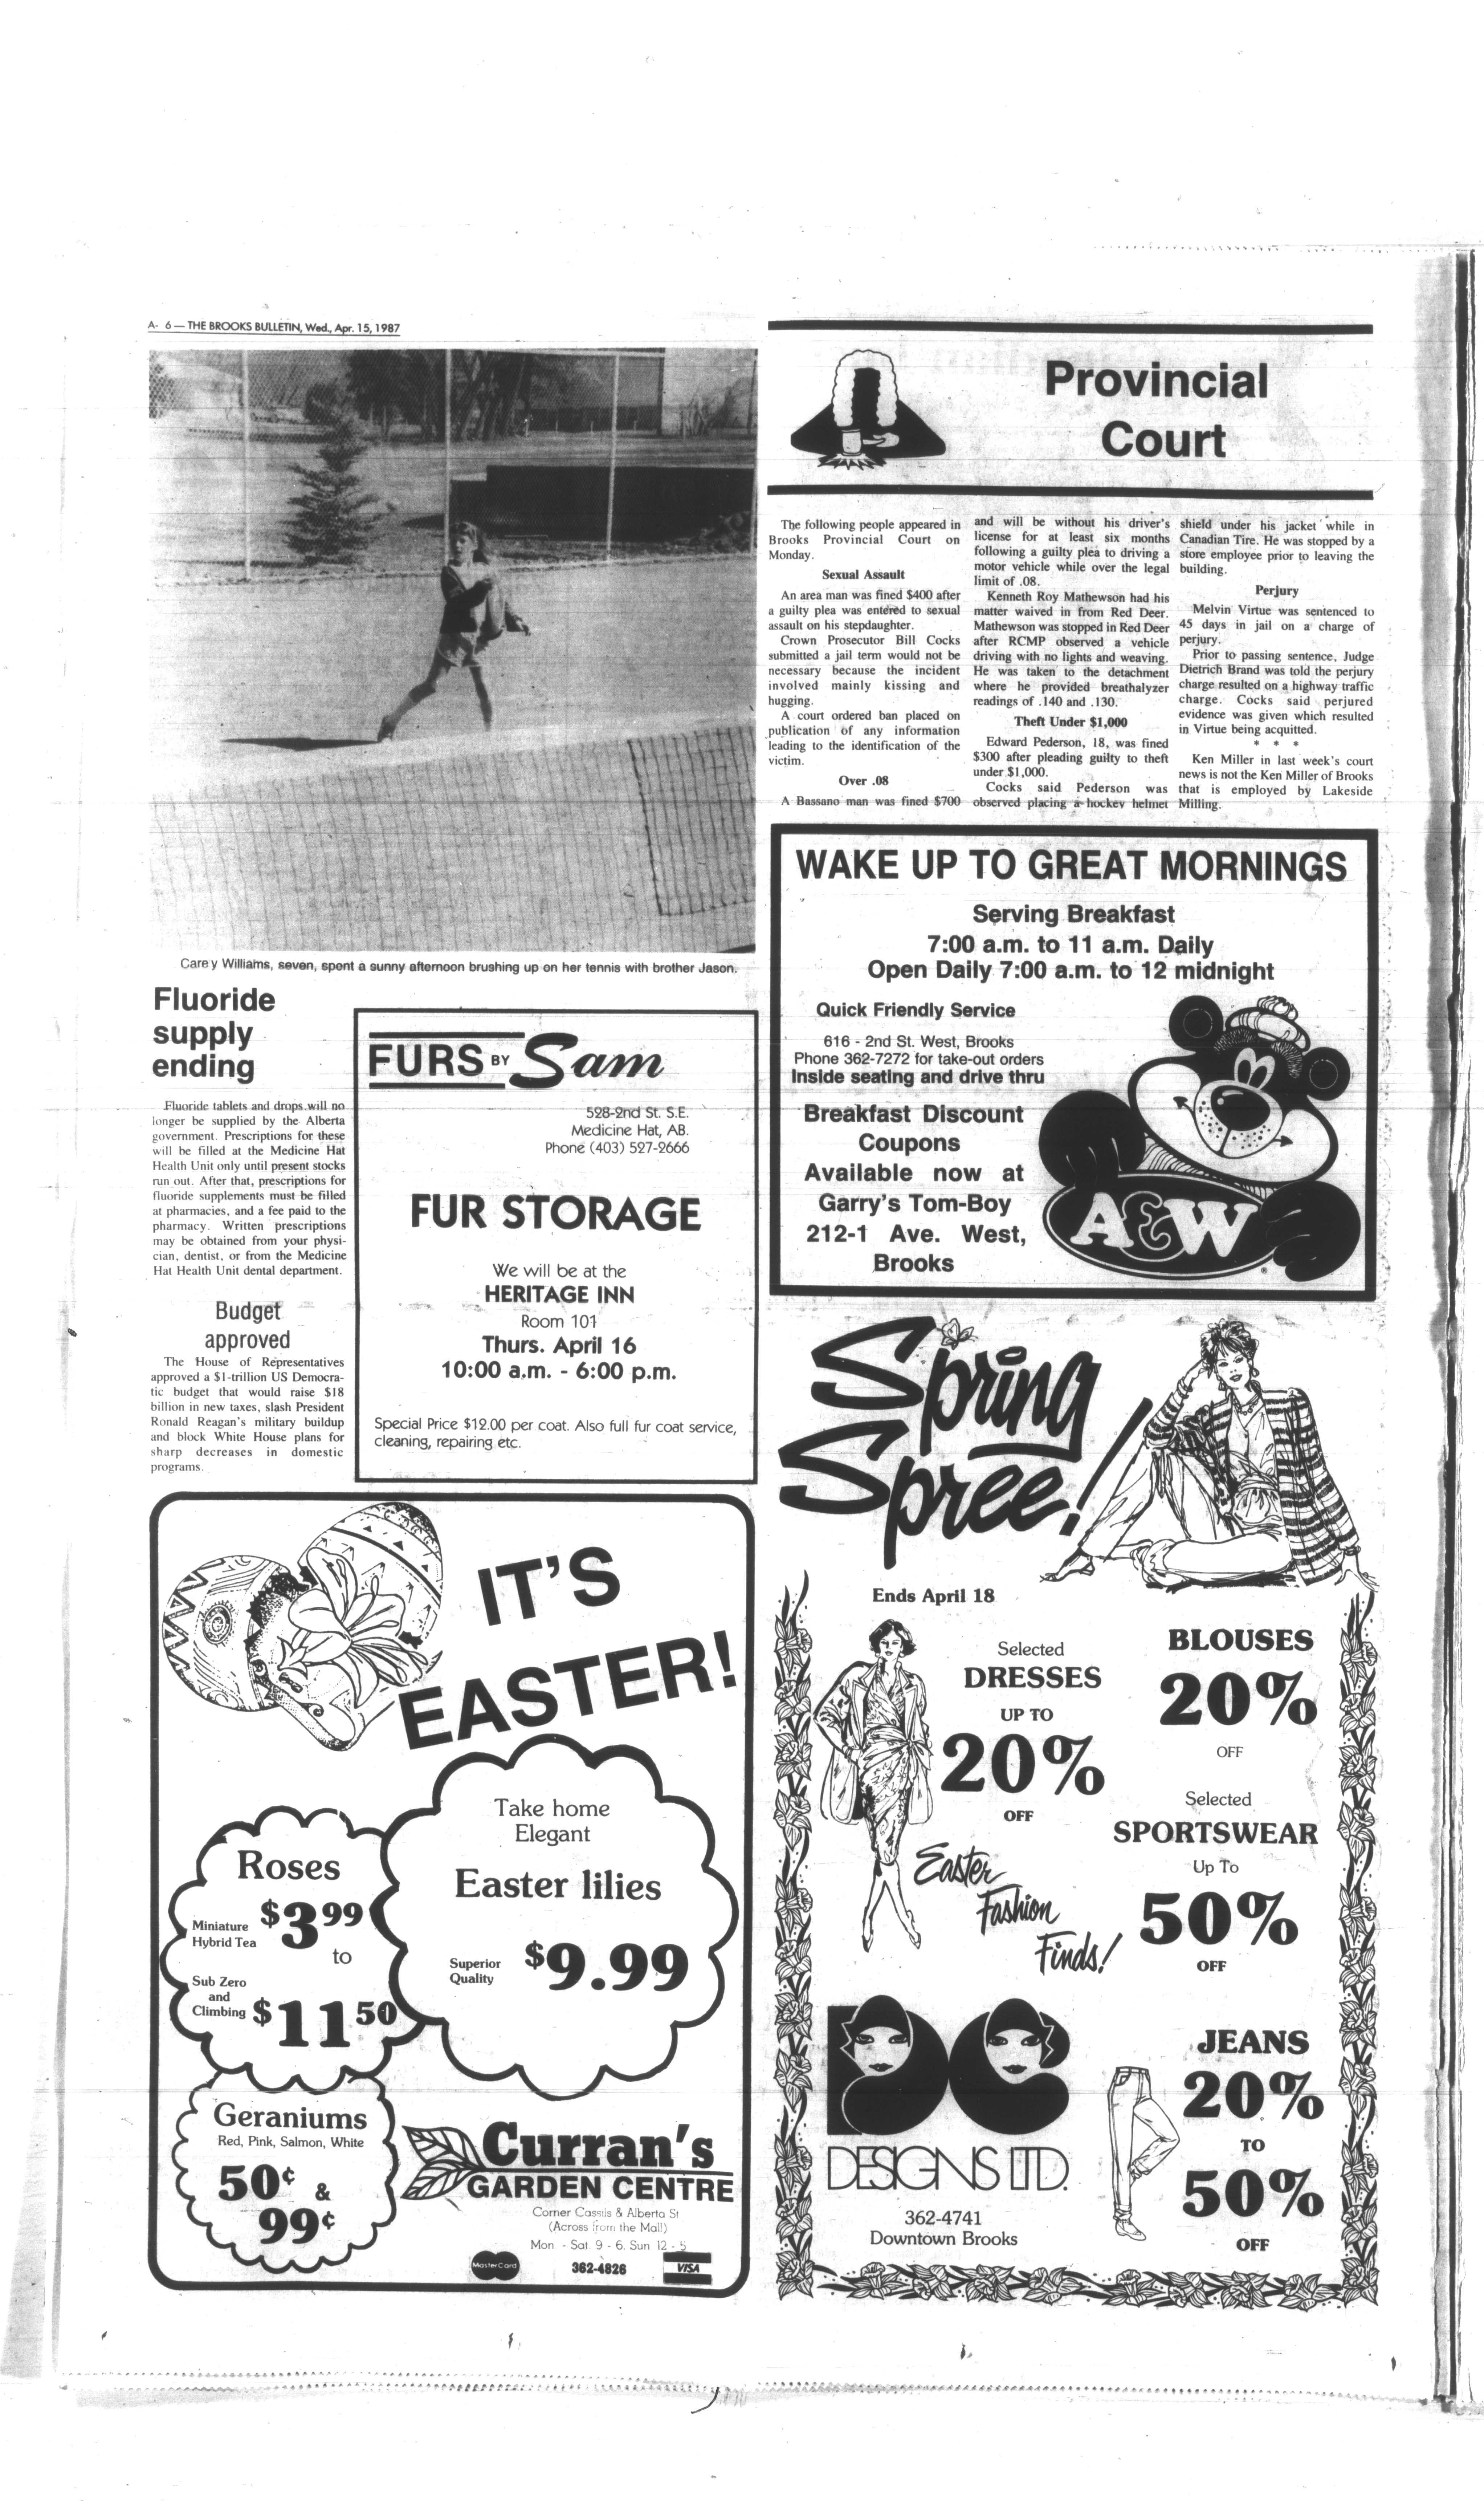 A- 6 — THE BROOKS BULLETIN, Wed., Apr. 15, 1987
Carey Williams, seven, spent a sunny afternoon brushing up on her tennis with brother Jason.
Fluoride
supply
ending
Fluoride tablets and drops will no
longer be supplied by the Alberta
government. Prescriptions for these
will be filled at the Medicine Hat
Health Unit only until present stocks
run out. After that, prescriptions for
fluoride supplements must be filled
at pharmacies, and a fee paid to the
pharmacy. Written prescriptions
may be obtained from your physi-
cian, dentist, or from the Medicine
Hat Health Unit dental department.
Budget
approved
The House of Representatives
approved a $1-trillion US Democra-
tic budget that would raise $18
billion in new taxes, slash President
Ronald Reagan's military buildup
and block White House plans for
sharp decreases in domestic
programs.
FURS BY Sam
528-2nd St. S.E.
Medicine Hat, AB.
Phone (403) 527-2666
FUR STORAGE
We will be at the
HERITAGE INN
Room 101
Thurs. April 16
10:00 a.m. - 6:00 p.m.
Special Price $12.00 per coat. Also full fur coat service,
cleaning, repairing etc.
IT'S
EASTER!
Take home
Elegant
Easter lilies
Superior
Quality
$9.99
Roses
Miniature
Hybrid Tea
$3.99
to
Sub Zero
and
Climbing
$11.50
Geraniums
Red, Pink, Salmon, White
50¢ &
99¢
Curran's
GARDEN CENTRE
Corner Cassils & Alberta St
(Across from the Mall)
Mon - Sat. 9 - 6. Sun 12 - 5
MasterCard
362-4826
VISA
Provincial
Court
The following people appeared in
Brooks Provincial Court on
Monday.
Sexual Assault
An area man was fined $400 after
a guilty plea was entered to sexual
assault on his stepdaughter.
Crown Prosecutor Bill Cocks
submitted a jail term would not be
necessary because the incident
involved mainly kissing and
hugging.
A court ordered ban placed on
publication of any information
leading to the identification of the
victim.
Over .08
A Bassano man was fined $700
and will be without his driver's
license for at least six months
following a guilty plea to driving a
motor vehicle while over the legal
limit of .08.
Kenneth Roy Mathewson had his
matter waived in from Red Deer.
Mathewson was stopped in Red Deer
after RCMP observed a vehicle
driving with no lights and weaving.
He was taken to the detachment
where he provided breathalyzer
readings of .140 and .130.
Theft Under $1,000
Edward Pederson, 18, was fined
$300 after pleading guilty to theft
under $1,000.
Cocks said Pederson was
observed placing a hockey helmet
shield under his jacket while in
Canadian Tire. He was stopped by a
store employee prior to leaving the
building.
Perjury
Melvin Virtue was sentenced to
45 days in jail on a charge of
perjury.
Prior to passing sentence, Judge
Dietrich Brand was told the perjury
charge resulted on a highway traffic
charge. Cocks said perjured
evidence was given which resulted
in Virtue being acquitted.
* * *
Ken Miller in last week's court
news is not the Ken Miller of Brooks
that is employed by Lakeside
Milling.
WAKE UP TO GREAT MORNINGS
Serving Breakfast
7:00 a.m. to 11 a.m. Daily
Open Daily 7:00 a.m. to 12 midnight
Quick Friendly Service
616 - 2nd St. West, Brooks
Phone 362-7272 for take-out orders
Inside seating and drive thru
Breakfast Discount
Coupons
Available now at
Garry's Tom-Boy
212-1 Ave. West,
Brooks
A&W
Spring
Spree!
Ends April 18
Selected
DRESSES
UP TO
20%
OFF
BLOUSES
20%
OFF
Selected
SPORTSWEAR
Up To
50%
OFF
Easter
Fashion
Finds!
DESIGNS LTD.
362-4741
Downtown Brooks
JEANS
20%
TO
50%
OFF